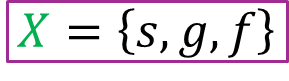 X = {s, g, f}